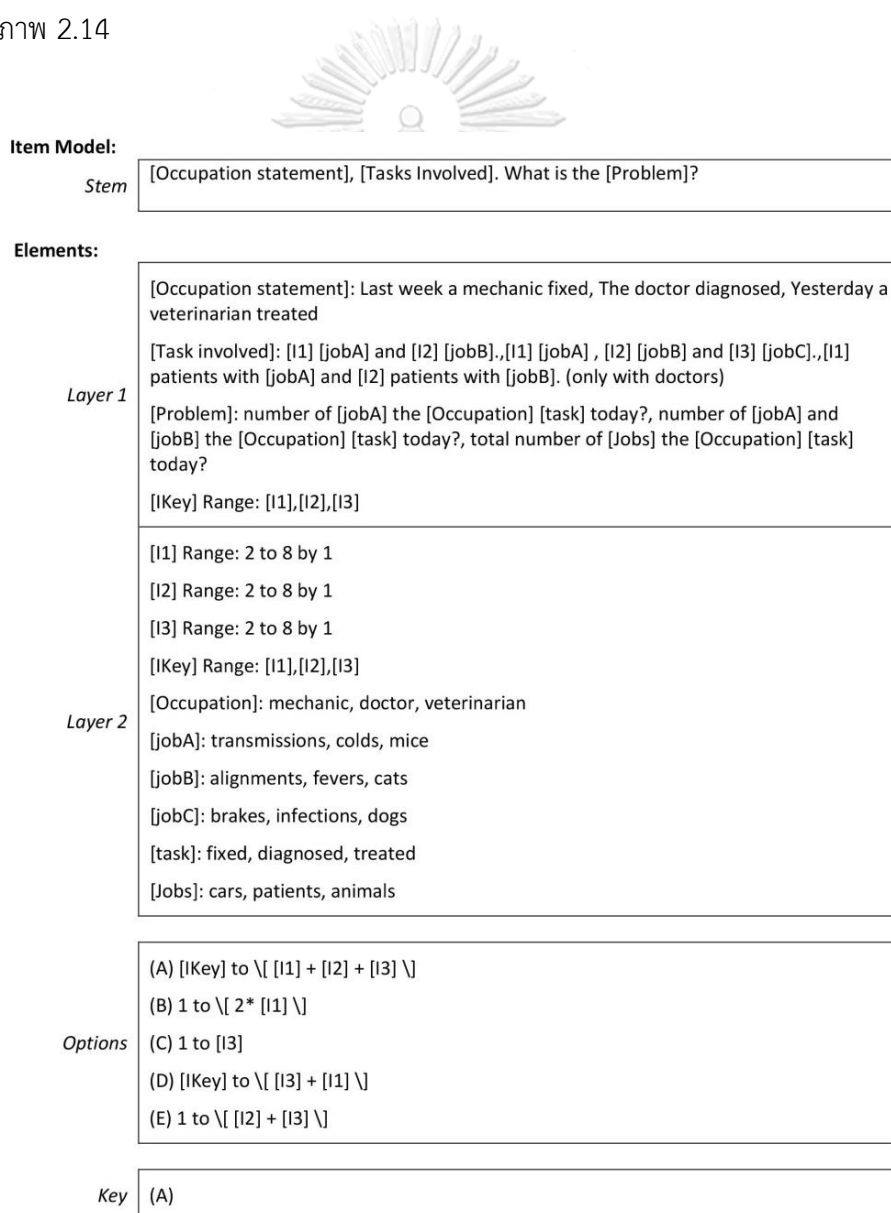 ภาพ 2.14
Item Model:
Stem
[Occupation statement], [Tasks Involved]. What is the [Problem]?
Elements:
Layer 1
[Occupation statement]: Last week a mechanic fixed, The doctor diagnosed, Yesterday a
veterinarian treated
[Task involved]: [I1] [jobA] and [I2] [jobB].,[I1] [jobA] , [I2] [jobB] and [I3] [jobC].,[I1]
patients with [jobA] and [I2] patients with [jobB]. (only with doctors)
[Problem]: number of [jobA] the [Occupation] [task] today?, number of [jobA] and
[jobB] the [Occupation] [task] today?, total number of [Jobs] the [Occupation] [task]
today?
[IKey] Range: [I1],[I2],[I3]
Layer 2
[I1] Range: 2 to 8 by 1
[I2] Range: 2 to 8 by 1
[I3] Range: 2 to 8 by 1
[IKey] Range: [I1],[I2],[I3]
[Occupation]: mechanic, doctor, veterinarian
[jobA]: transmissions, colds, mice
[jobB]: alignments, fevers, cats
[jobC]: brakes, infections, dogs
[task]: fixed, diagnosed, treated
[Jobs]: cars, patients, animals
Options
(A) [IKey] to \[ [I1] + [I2] + [I3] \]
(B) 1 to \[ 2* [I1] \]
(C) 1 to [I3]
(D) [IKey] to \[ [I3] + [I1] \]
(E) 1 to \[ [I2] + [I3] \]
Key
(A)